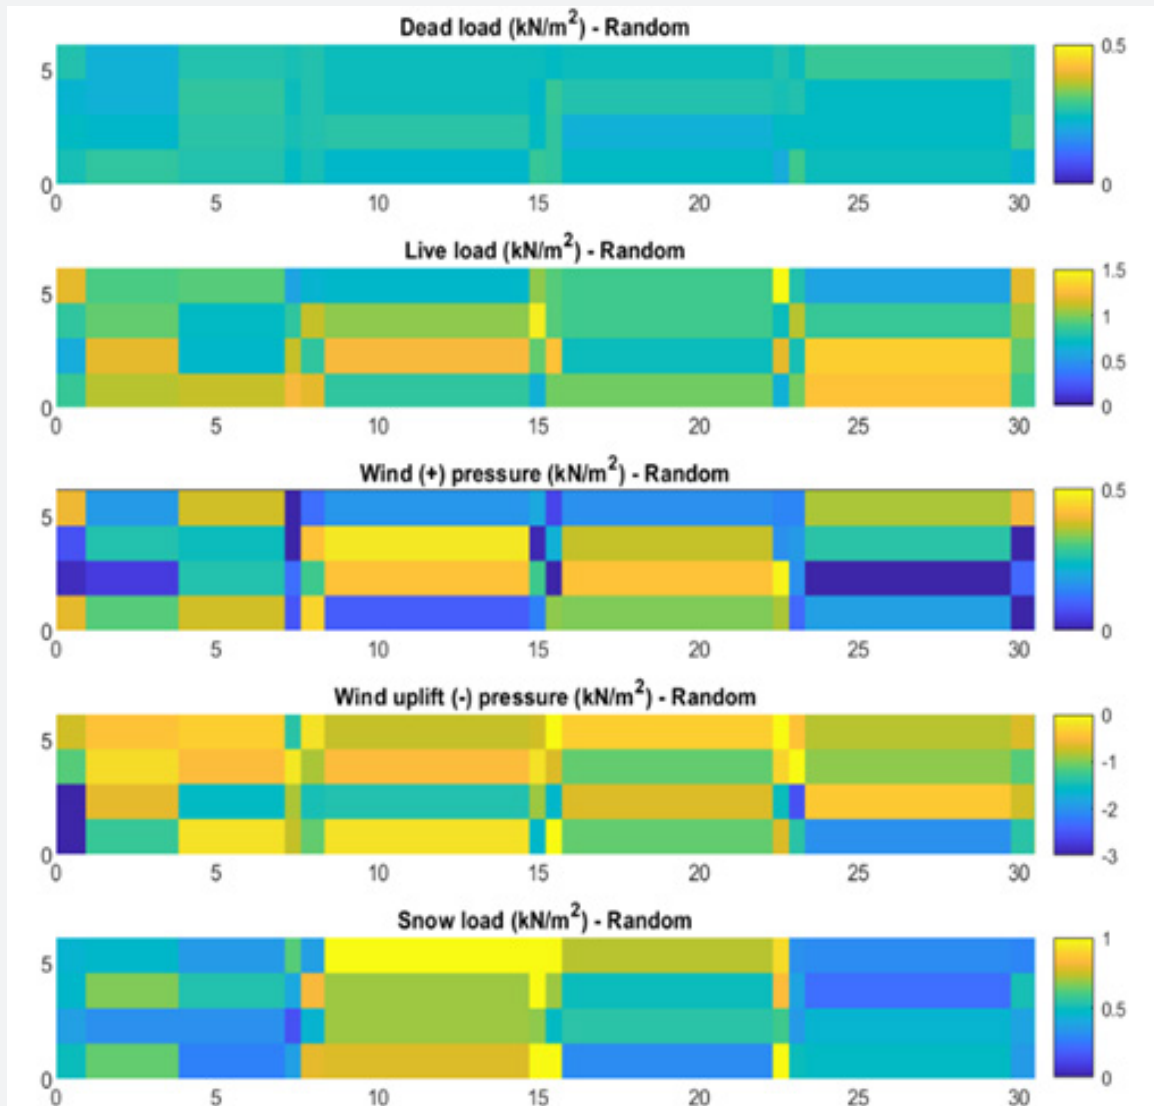 Dead load (kN/m²) - Random
0.5
5
0
0
0 5 10 15 20 25 30
Live load (kN/m²) - Random
1.5
5
1
0.5
0
0
0 5 10 15 20 25 30
Wind (+) pressure (kN/m²) - Random
0.5
5
0
0
0 5 10 15 20 25 30
Wind uplift (-) pressure (kN/m²) - Random
0
5
-1
-2
0
-3
0 5 10 15 20 25 30
Snow load (kN/m²) - Random
1
5
0.5
0
0
0 5 10 15 20 25 30